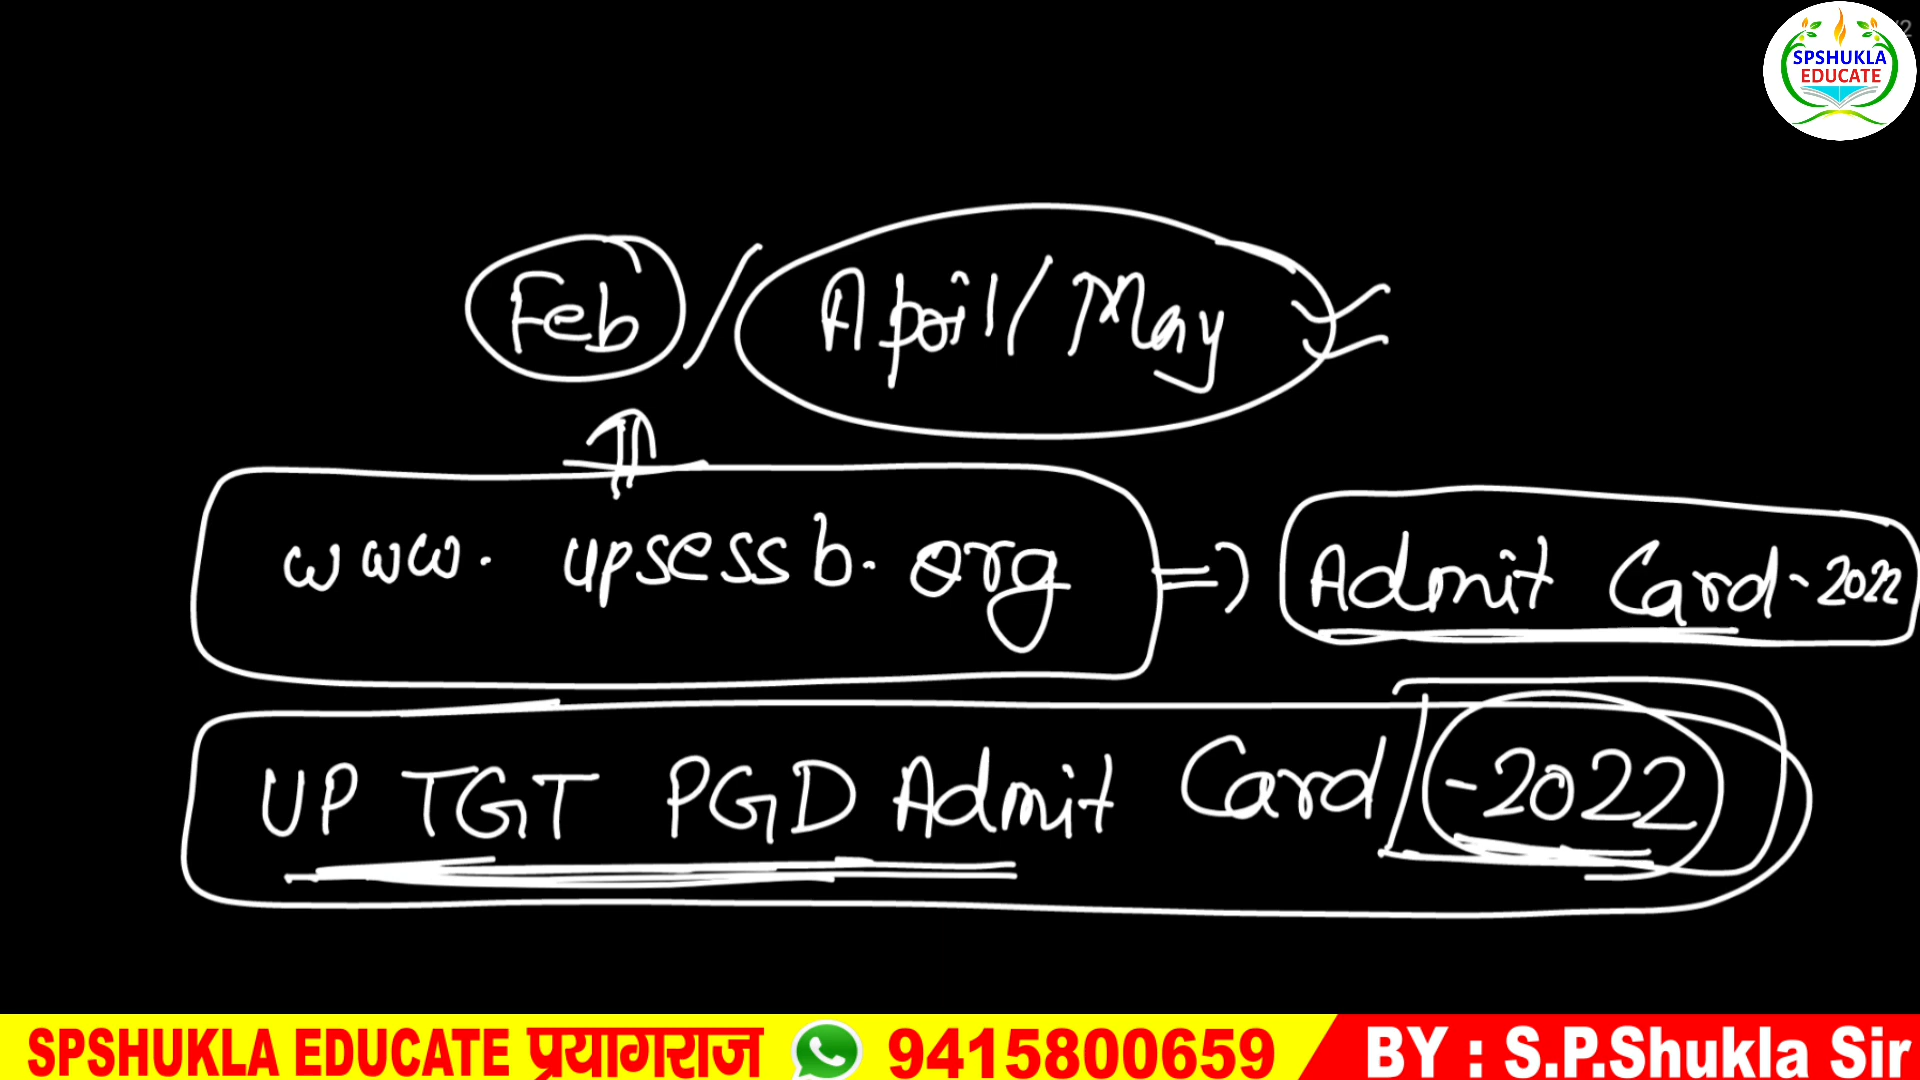 SPSHUKLA
EDUCATE
Feb / April / May
www. upsessb. org => Admit Card - 2022
UP TGT PGD Admit Card / -2022
SPSHUKLA EDUCATE प्रयागराज 9415800659 BY : S.P.Shukla Sir